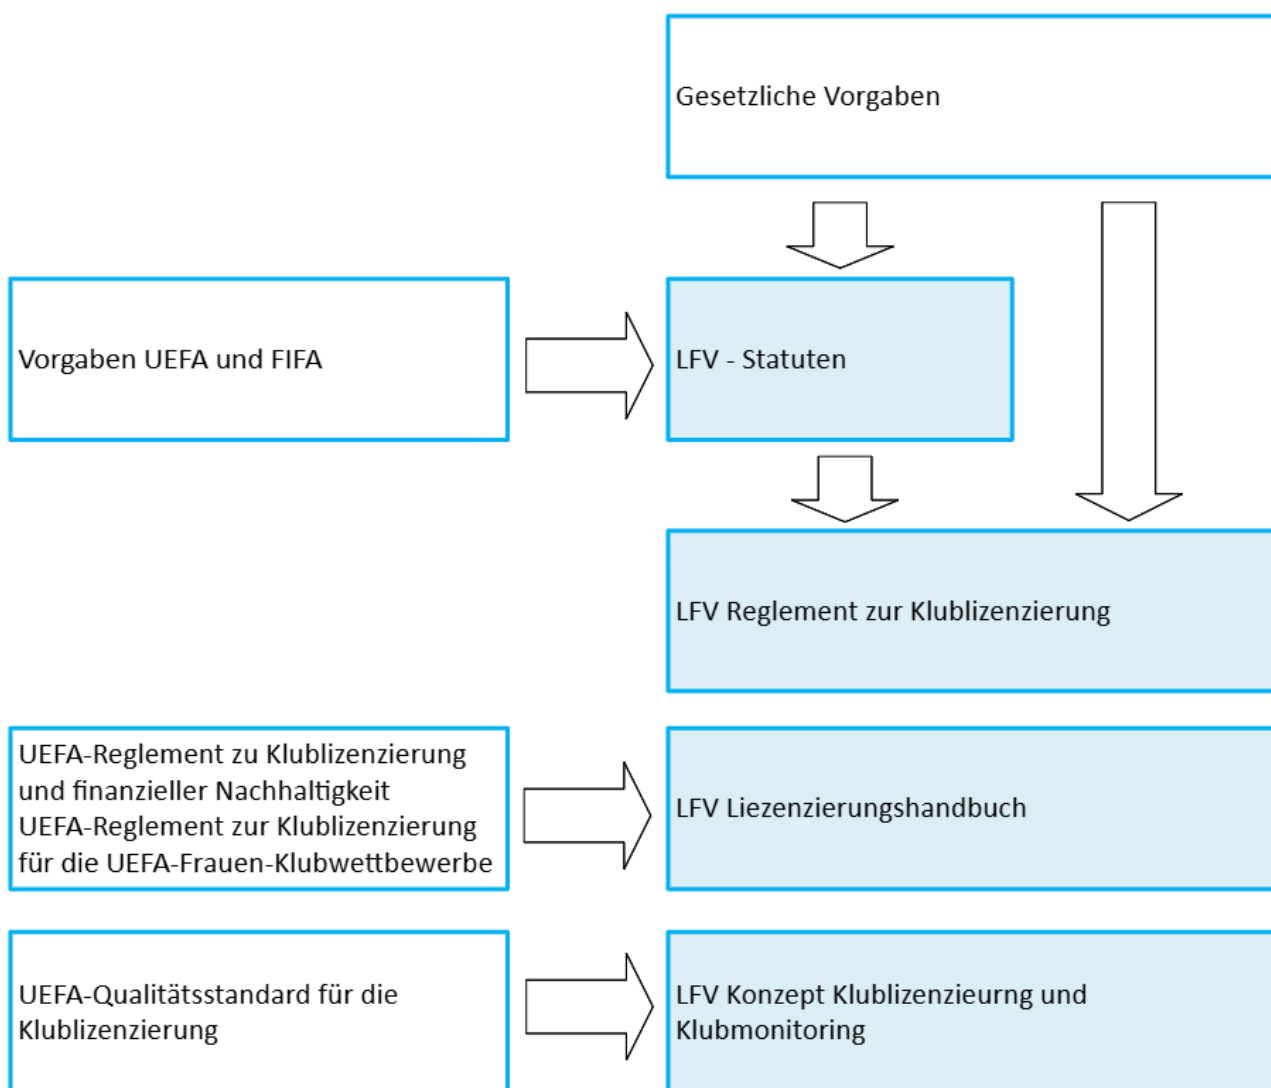 Gesetzliche Vorgaben
Vorgaben UEFA und FIFA
LFV - Statuten
LFV Reglement zur Klublizenzierung
UEFA-Reglement zu Klublizenzierung
und finanzieller Nachhaltigkeit
UEFA-Reglement zur Klublizenzierung
für die UEFA-Frauen-Klubwettbewerbe
LFV Liezenzierungshandbuch
UEFA-Qualitätsstandard für die
Klublizenzierung
LFV Konzept Klublizenzieurng und
Klubmonitoring